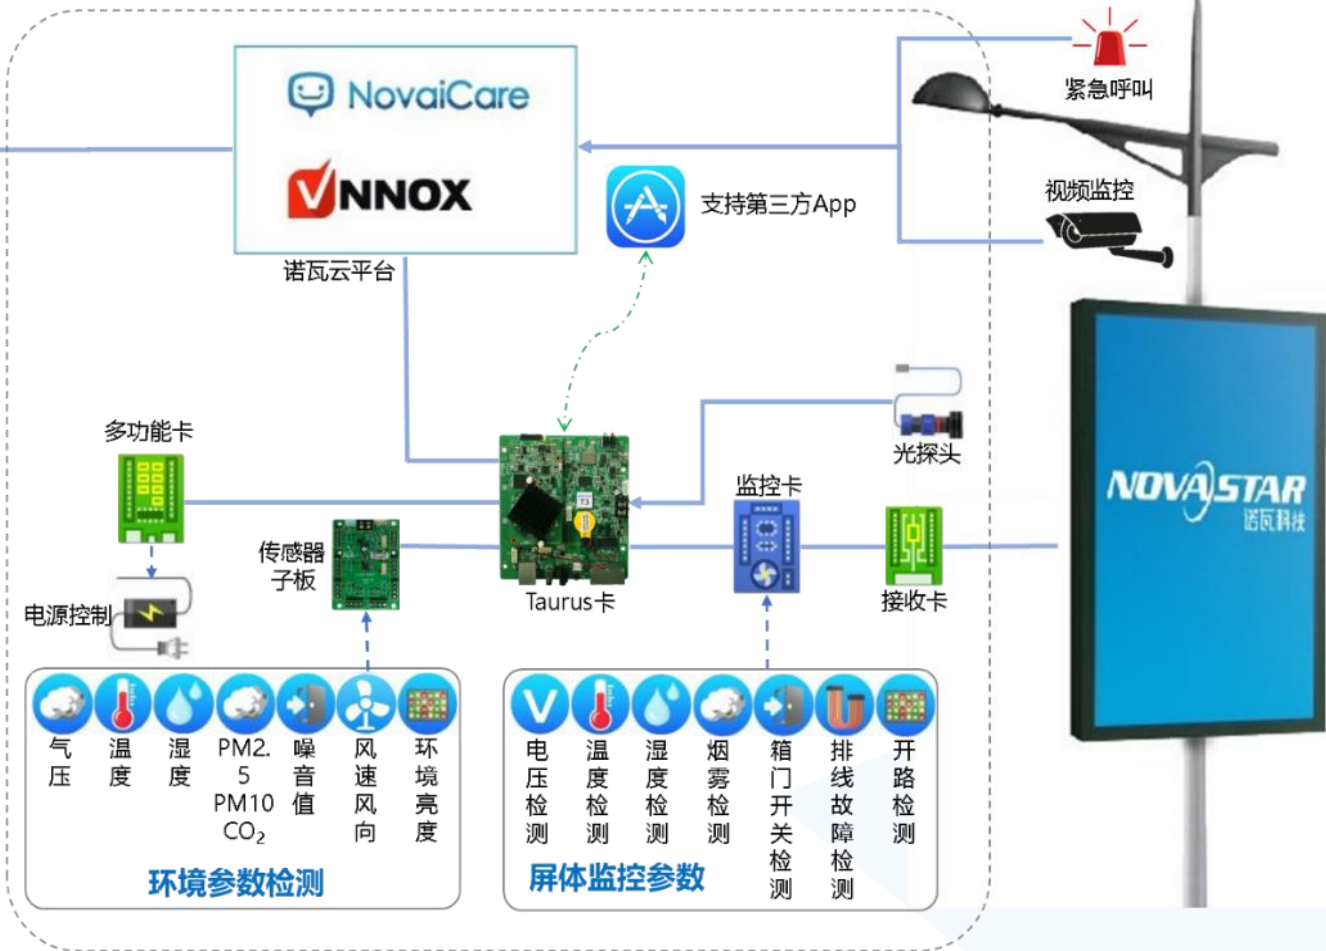 紧急呼叫
NovaiCare
VNNOX
诺瓦云平台
支持第三方App
视频监控
多功能卡
光探头
监控卡
NOVASTAR
诺瓦科技
传感器
子板
电源控制
Taurus卡
接收卡
气压
温度
湿度
PM2.
5
PM10
CO₂
噪音值
风速风向
环境亮度
环境参数检测
电压检测
温度检测
湿度检测
烟雾检测
箱门开关检测
排线故障检测
开路检测
屏体监控参数